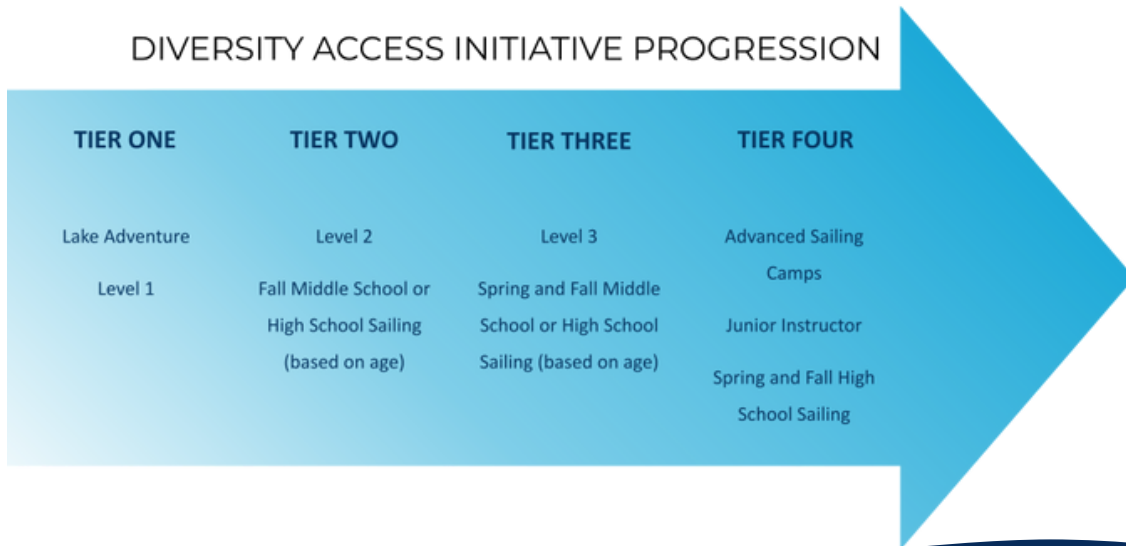 DIVERSITY ACCESS INITIATIVE PROGRESSION
TIER ONE
Lake Adventure
Level 1
TIER TWO
Level 2
Fall Middle School or
High School Sailing
(based on age)
TIER THREE
Level 3
Spring and Fall Middle
School or High School
Sailing (based on age)
TIER FOUR
Advanced Sailing
Camps
Junior Instructor
Spring and Fall High
School Sailing